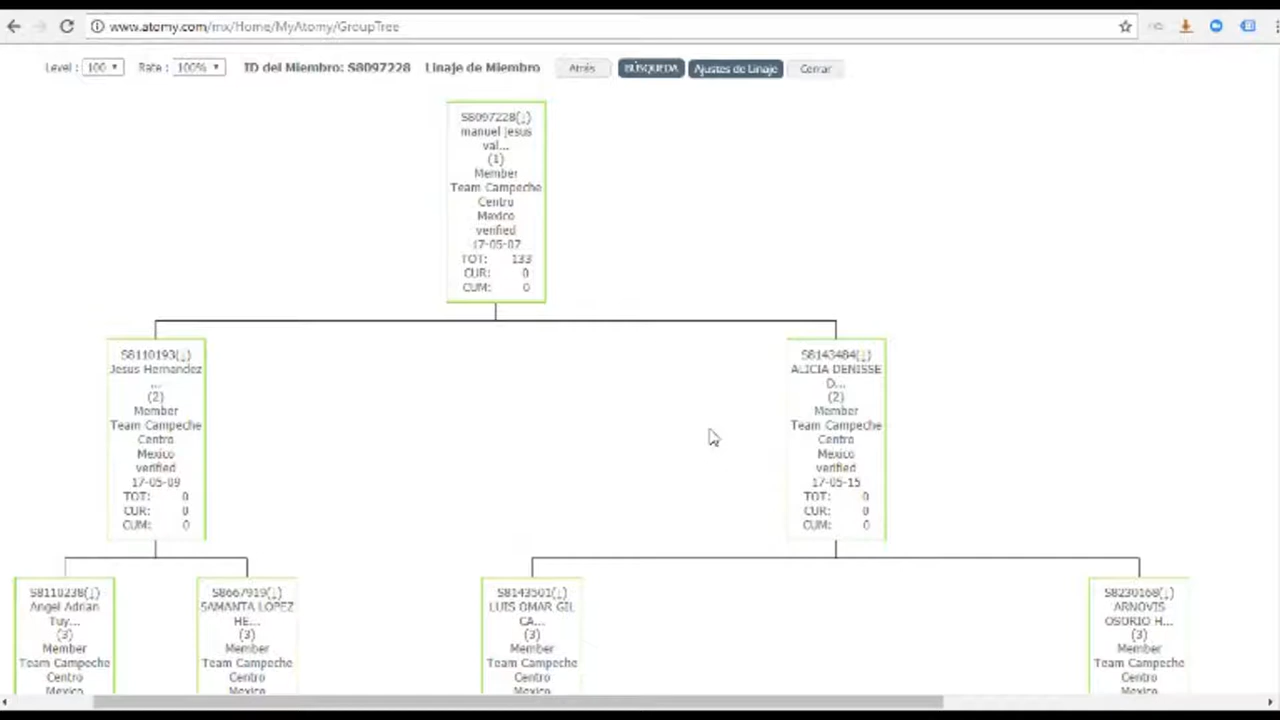 www.atomy.com/mx/Home/MyAtomy/GroupTree
Level : 100 Rate : 100% ID del Miembro: S8097228 Linaje de Miembro Atrás BÚSQUEDA Ajustes de Linaje Cerrar
S8097228(↓)
manuel jesus
val...
(1)
Member
Team Campeche
Centro
Mexico
verified
17-05-07
TOT: 133
CUR: 0
CUM: 0
S8110193(↓)
Jesus Hernandez
...
(2)
Member
Team Campeche
Centro
Mexico
verified
17-05-09
TOT: 0
CUR: 0
CUM: 0
S8143484(↓)
ALICIA DENISSE
D...
(2)
Member
Team Campeche
Centro
Mexico
verified
17-05-15
TOT: 0
CUR: 0
CUM: 0
S8110238(↓)
Angel Adrian
Tuy...
(3)
Member
Team Campeche
Centro
Mexico
S8667919(↓)
SAMANTA LOPEZ
HE...
(3)
Member
Team Campeche
Centro
Mexico
S8143501(↓)
LUIS OMAR GIL
CA...
(3)
Member
Team Campeche
Centro
Mexico
S8230168(↓)
ARNOVIS
OSORIO H...
(3)
Member
Team Campeche
Centro
Mexico